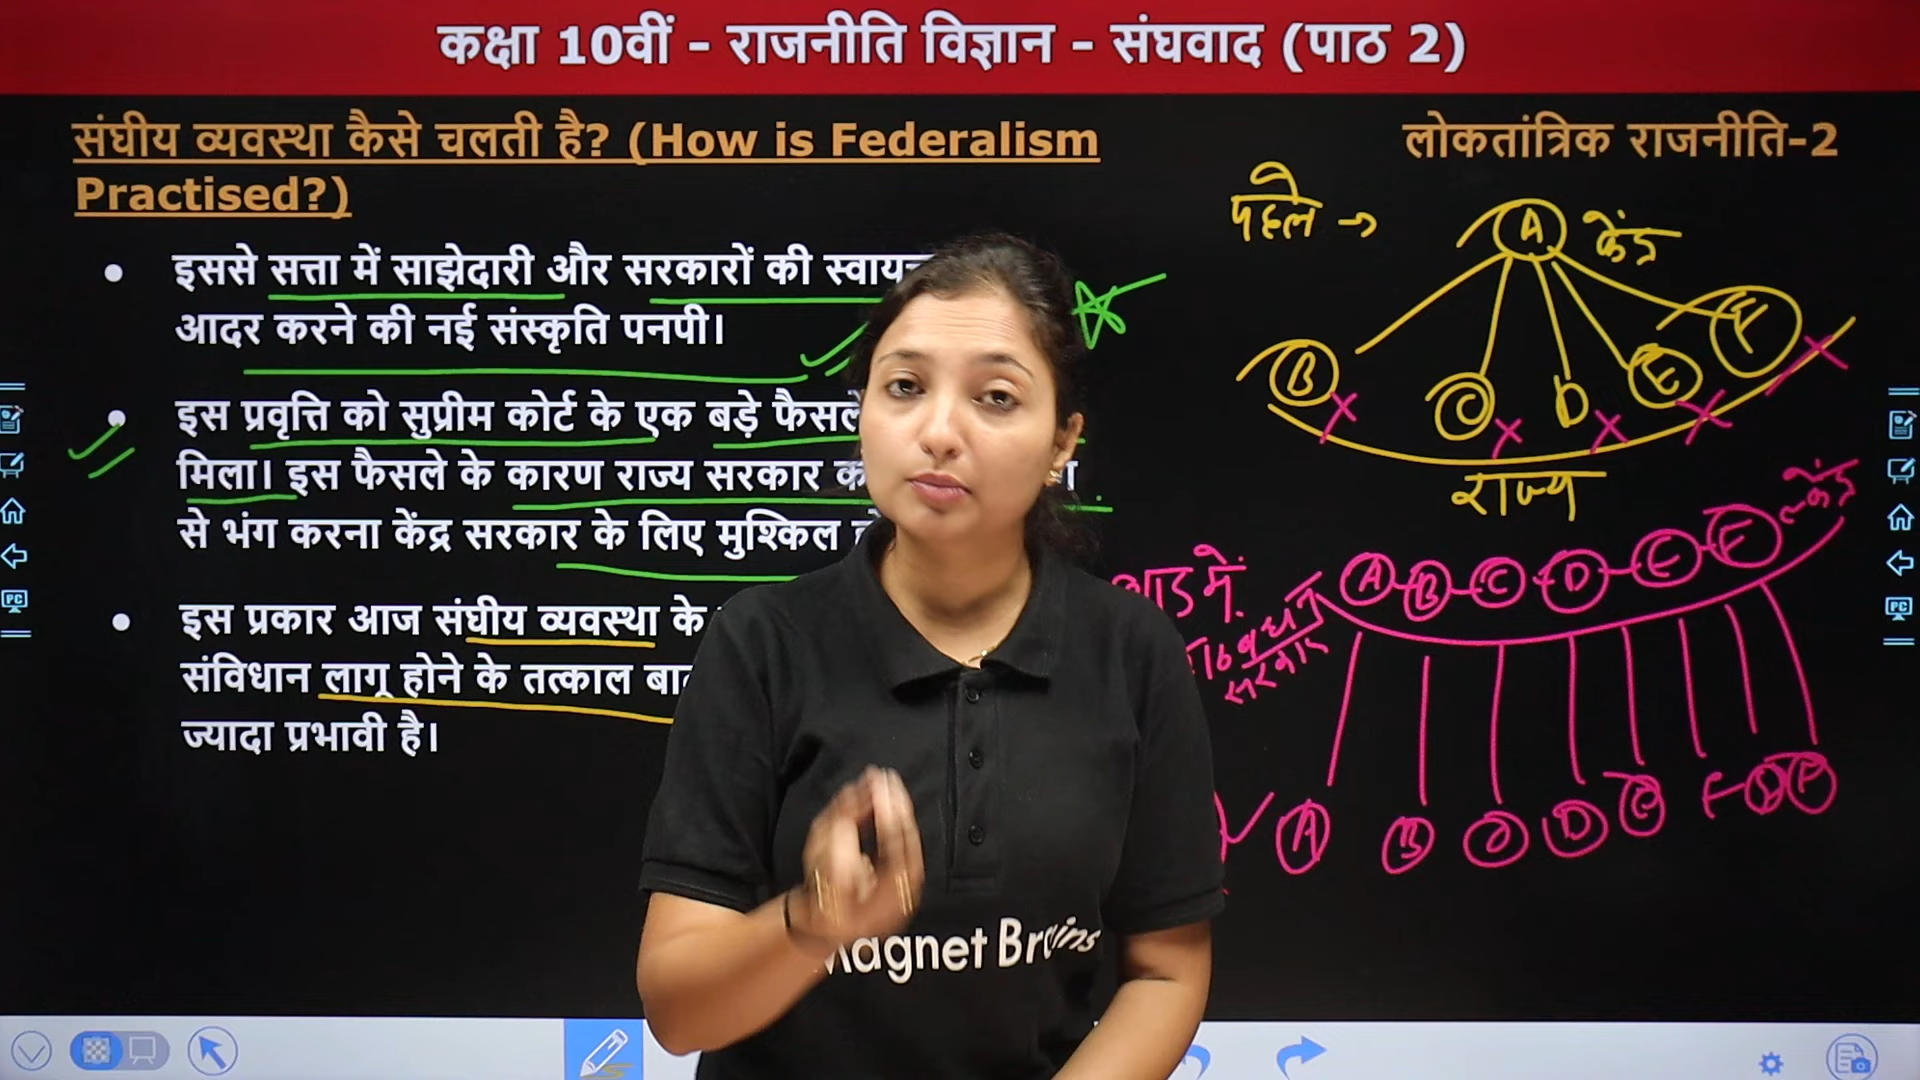 कक्षा 10वीं - राजनीति विज्ञान - संघवाद (पाठ 2)
संघीय व्यवस्था कैसे चलती है? (How is Federalism
Practised?)
लोकतांत्रिक राजनीति-2
इससे सत्ता में साझेदारी और सरकारों की
आदर करने की नई संस्कृति पनपी।
इस प्रवृत्ति को सुप्रीम कोर्ट के एक बड़े फैसले
मिला। इस फैसले के कारण राज्य सरकार
से भंग करना केंद्र सरकार के लिए मुश्किल
इस प्रकार आज संघीय व्यवस्था के
संविधान लागू होने के तत्काल
ज्यादा प्रभावी है।
पहले →
A केंद्र
B C D E F
राज्य
केंद्र
में
A B C D E F
A B C D E F
Magnet Brains
PC
PC